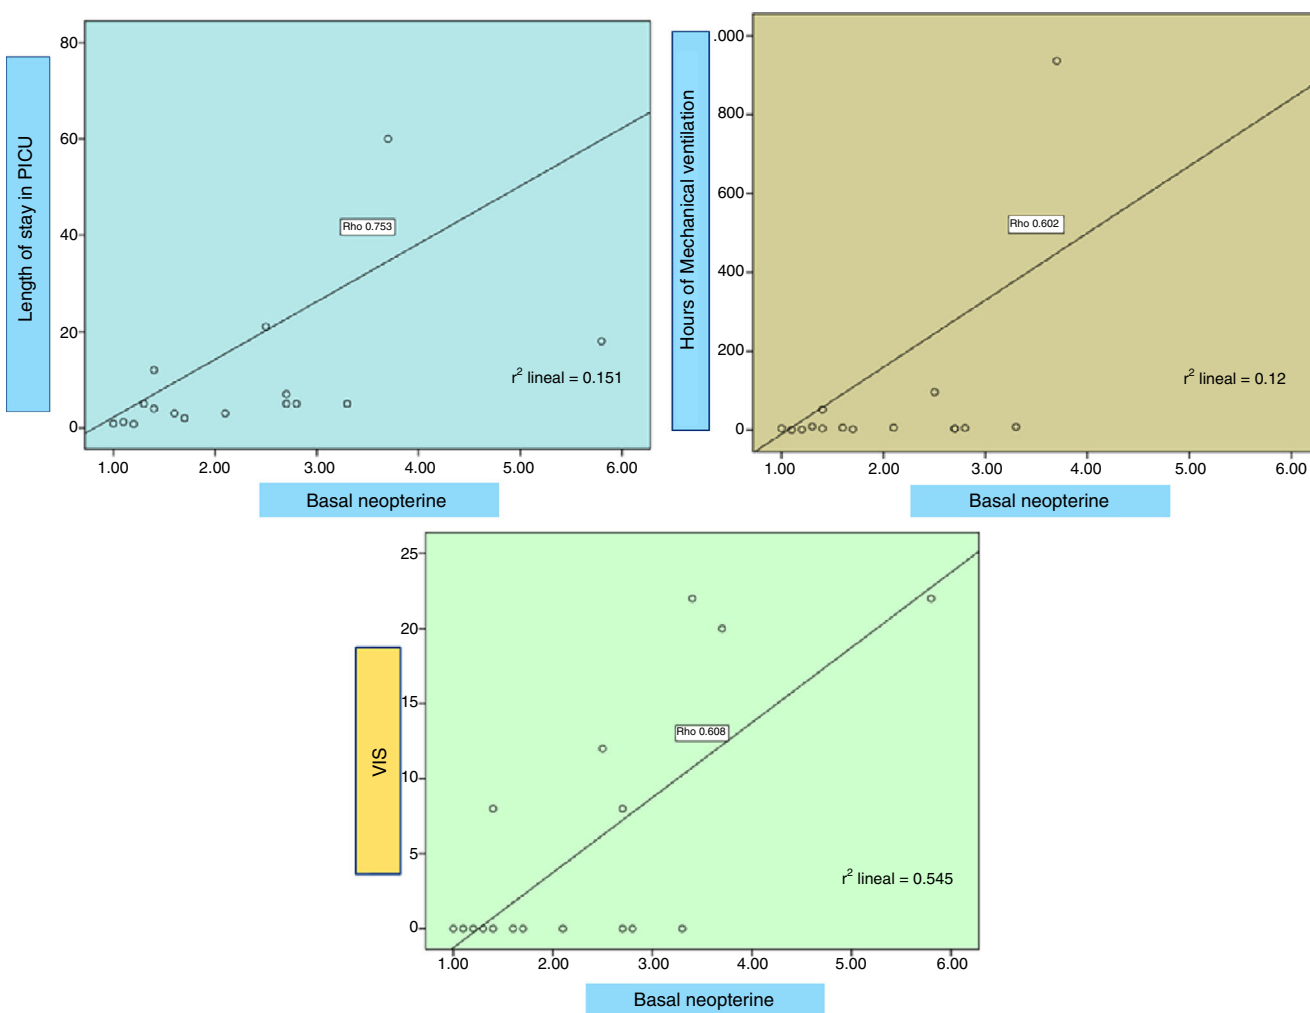 80
60
40
20
0
Length of stay in PICU
Rho 0.753
r² lineal = 0.151
1.00 2.00 3.00 4.00 5.00 6.00
Basal neopterine
.000
800
600
400
200
0
Hours of Mechanical ventilation
Rho 0.602
r² lineal = 0.12
1.00 2.00 3.00 4.00 5.00 6.00
Basal neopterine
25
20
15
10
5
0
VIS
Rho 0.608
r² lineal = 0.545
1.00 2.00 3.00 4.00 5.00 6.00
Basal neopterine